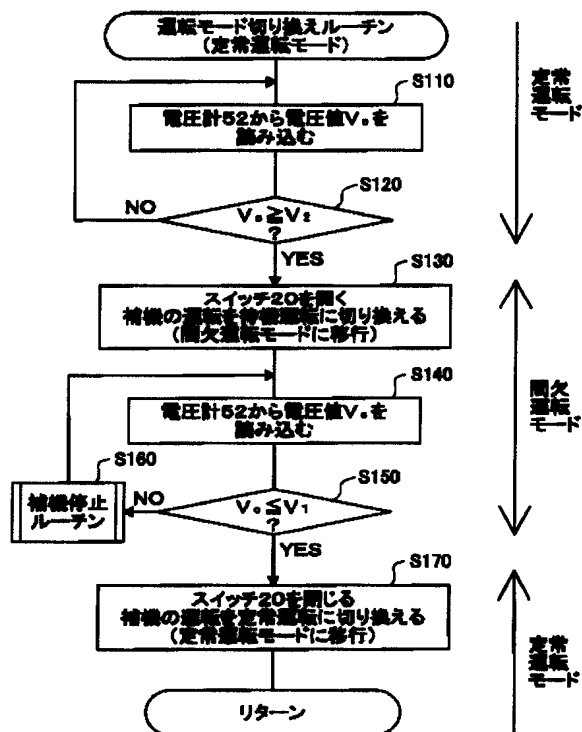 運転モード切り換えルーチン
(定常運転モード)
S110
電圧計52から電圧値Vₒを
読み込む
定常
運転
モード
S120
NO
Vₒ≧V₂
?
YES
S130
スイッチ20を開く
補機の運転を待機運転に切り換える
(間欠運転モードに移行)
S140
電圧計52から電圧値Vₒを
読み込む
間欠
運転
モード
S160
補機停止
ルーチン
S150
NO
Vₒ≦V₁
?
YES
S170
スイッチ20を閉じる
補機の運転を定常運転に切り換える
(定常運転モードに移行)
定常
運転
モード
リターン